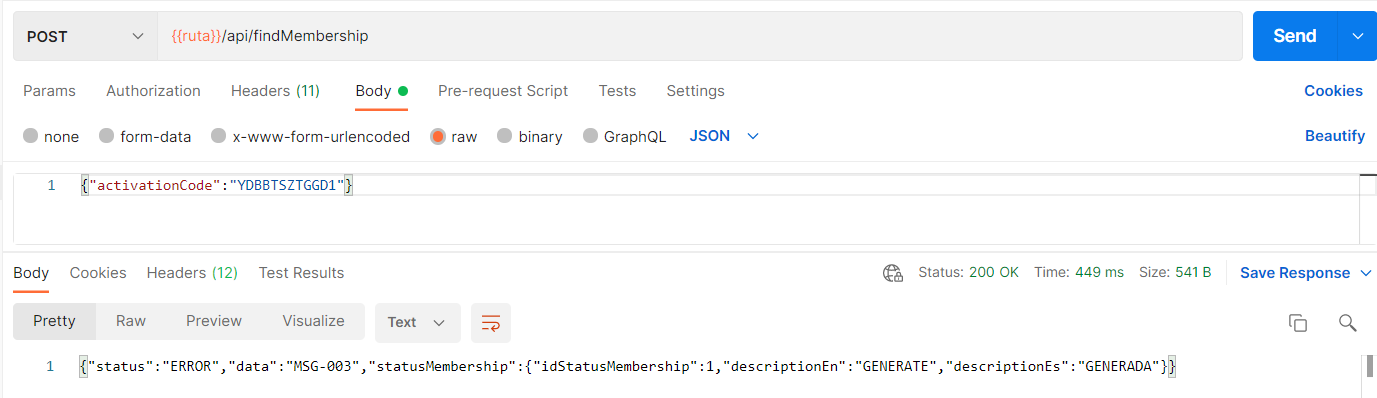 POST {{ruta}}/api/findMembership Send
Params Authorization Headers (11) Body Pre-request Script Tests Settings Cookies
none form-data x-www-form-urlencoded raw binary GraphQL JSON Beautify
1 {"activationCode":"YDBBTSZTGGD1"}
Body Cookies Headers (12) Test Results Status: 200 OK Time: 449 ms Size: 541 B Save Response
Pretty Raw Preview Visualize Text
1 {"status":"ERROR","data":"MSG-003","statusMembership":{"idStatusMembership":1,"descriptionEn":"GENERATE","descriptionEs":"GENERADA"}}